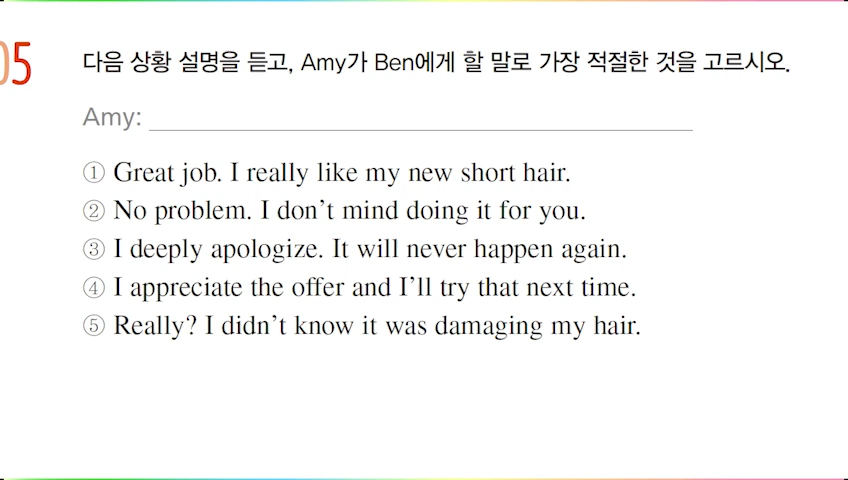 05
다음 상황 설명을 듣고, Amy가 Ben에게 할 말로 가장 적절한 것을 고르시오.
Amy:
① Great job. I really like my new short hair.
② No problem. I don't mind doing it for you.
③ I deeply apologize. It will never happen again.
④ I appreciate the offer and I'll try that next time.
⑤ Really? I didn't know it was damaging my hair.